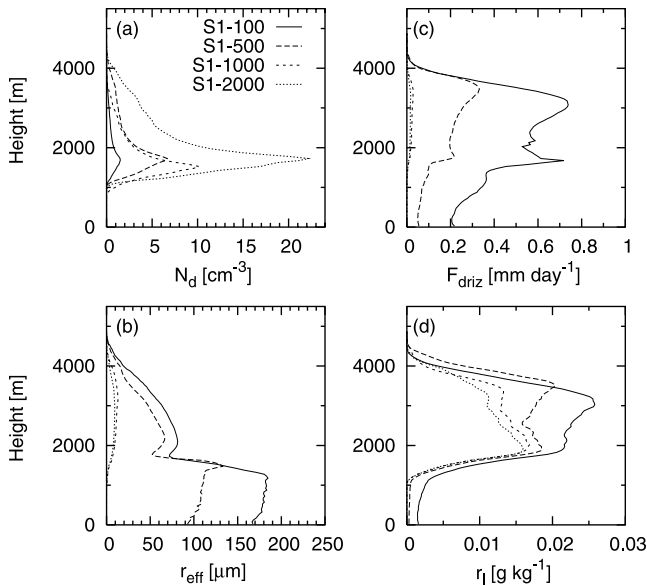 (a)
S1-100
S1-500
S1-1000
S1-2000
Height [m]
4000
2000
0
0 5 10 15 20
N_d [cm^-3]
(c)
4000
2000
0
0 0.2 0.4 0.6 0.8 1
F_driz [mm day^-1]
(b)
Height [m]
4000
2000
0
0 50 100 150 200 250
r_eff [μm]
(d)
4000
2000
0
0 0.01 0.02 0.03
r_l [g kg^-1]